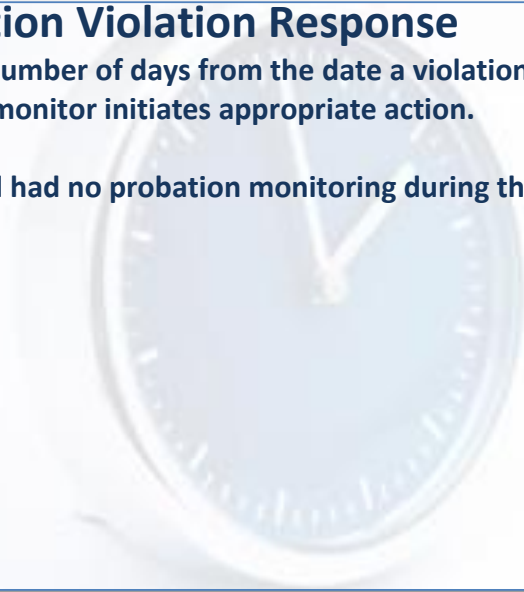 tion Violation Response
umber of days from the date a violation
monitor initiates appropriate action.
had no probation monitoring during th